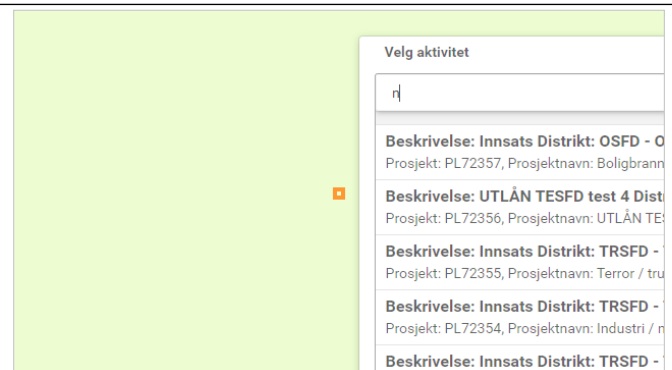 Velg aktivitet
n
Beskrivelse: Innsats Distrikt: OSFD - O
Prosjekt: PL72357, Prosjektnavn: Boligbrann
Beskrivelse: UTLÅN TESFD test 4 Dist
Prosjekt: PL72356, Prosjektnavn: UTLÅN TES
Beskrivelse: Innsats Distrikt: TRSFD -
Prosjekt: PL72355, Prosjektnavn: Terror / tru
Beskrivelse: Innsats Distrikt: TRSFD -
Prosjekt: PL72354, Prosjektnavn: Industri / n
Beskrivelse: Innsats Distrikt: TRSFD -